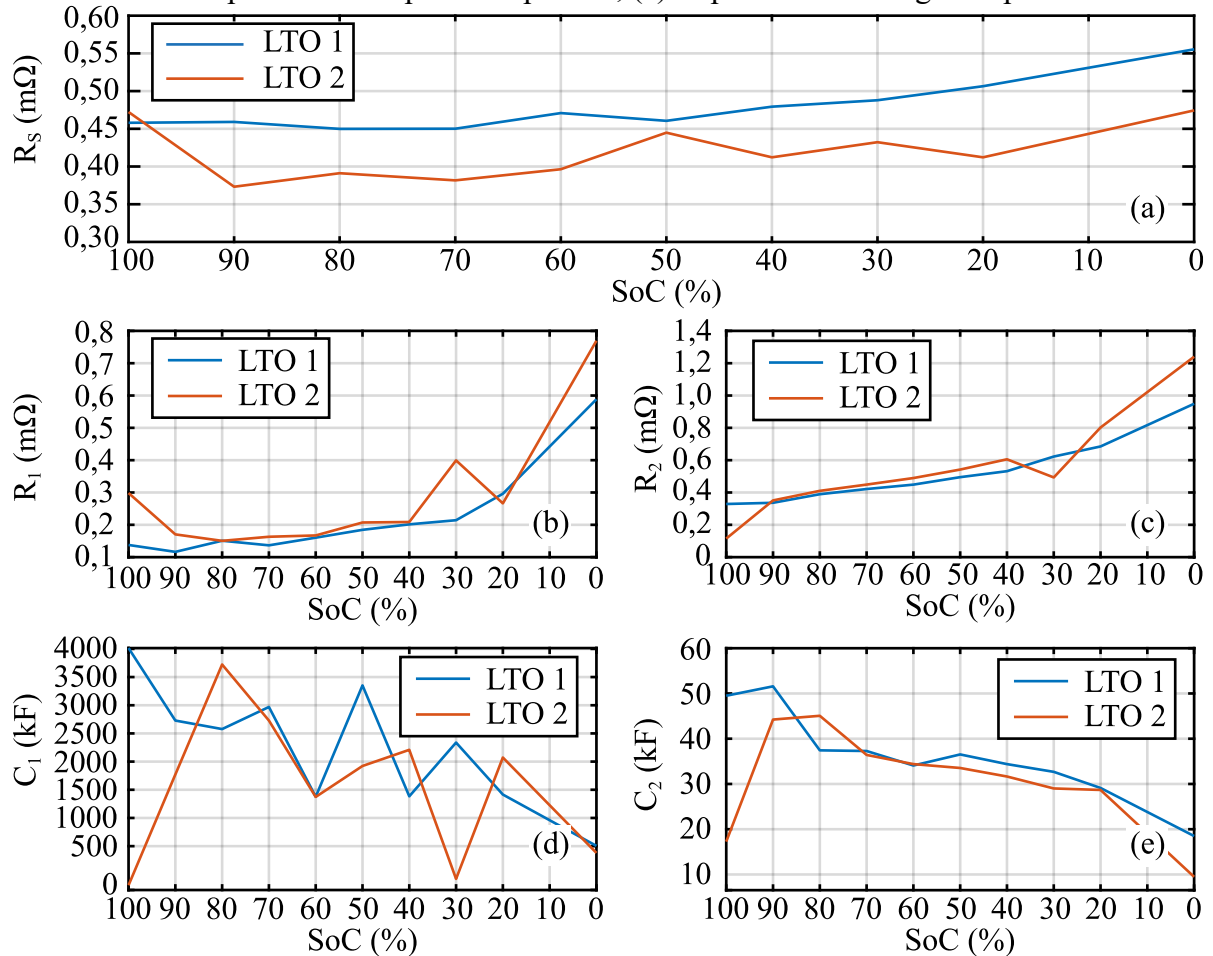 0,60
0,55
0,50
0,45
0,40
0,35
0,30
R_S (mΩ)
LTO 1
LTO 2
(a)
100 90 80 70 60 50 40 30 20 10 0
SoC (%)
0,8
0,7
0,6
0,5
0,4
0,3
0,2
0,1
R_1 (mΩ)
LTO 1
LTO 2
(b)
100 90 80 70 60 50 40 30 20 10 0
SoC (%)
1,4
1,2
1,0
0,8
0,6
0,4
0,2
0
R_2 (mΩ)
LTO 1
LTO 2
(c)
100 90 80 70 60 50 40 30 20 10 0
SoC (%)
4000
3500
3000
2500
2000
1500
1000
500
0
C_1 (kF)
LTO 1
LTO 2
(d)
100 90 80 70 60 50 40 30 20 10 0
SoC (%)
60
50
40
30
20
10
C_2 (kF)
LTO 1
LTO 2
(e)
100 90 80 70 60 50 40 30 20 10 0
SoC (%)